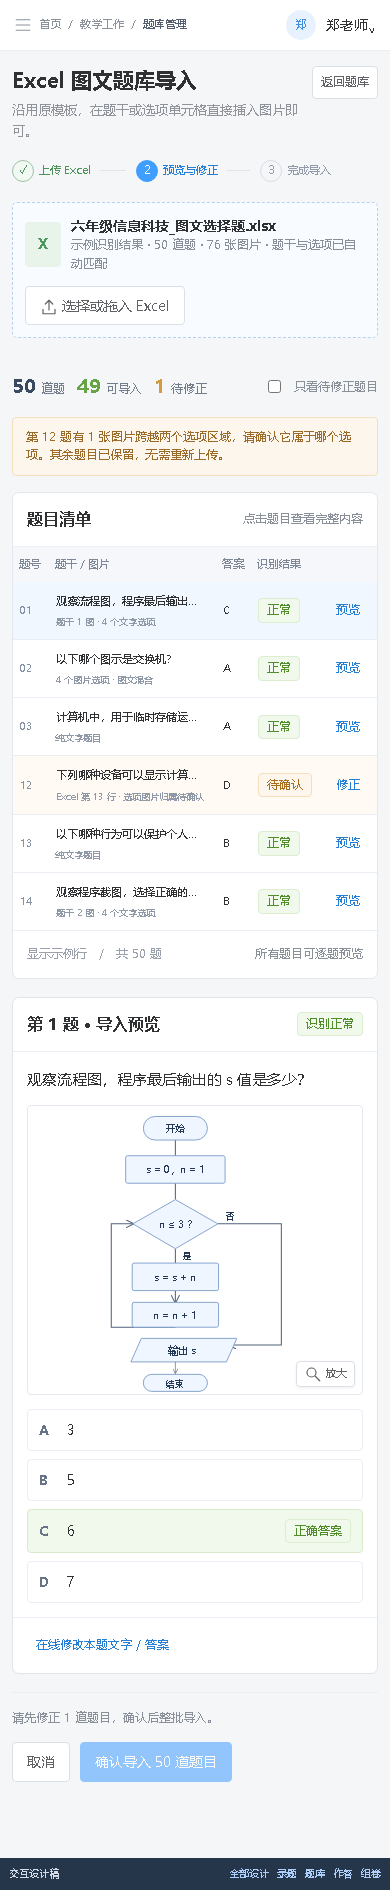 首页 / 教学工作 / 题库管理
郑 郑老师
Excel 图文题库导入
返回题库
沿用原模板，在题干或选项单元格直接插入图片即
可。
✓ 上传 Excel
2 预览与修正
3 完成导入
X
六年级信息科技_图文选择题.xlsx
示例识别结果 · 50 道题 · 76 张图片 · 题干与选项已自
动匹配
选择或拖入 Excel
50 道题 49 可导入 1 待修正
只看待修正题目
第 12 题有 1 张图片跨越两个选项区域，请确认它属于哪个选
项。其余题目已保留，无需重新上传。
题目清单
点击题目查看完整内容
题号 题干 / 图片 答案 识别结果
01 观察流程图，程序最后输出... C 正常 预览
题干 1 图 · 4 个文字选项
02 以下哪个图示是交换机？ A 正常 预览
4 个图片选项 · 图文混合
03 计算机中，用于临时存储运... A 正常 预览
纯文字题目
12 下列哪种设备可以显示计算... D 待确认 修正
Excel 第 13 行 · 选项图片归属待确认
13 以下哪种行为可以保护个人... B 正常 预览
纯文字题目
14 观察程序截图，选择正确的... B 正常 预览
题干 2 图 · 4 个文字选项
显示示例行 / 共 50 题
所有题目可逐题预览
第 1 题 • 导入预览
识别正常
观察流程图，程序最后输出的 s 值是多少？
开始
s = 0，n = 1
n ≤ 3 ?
否
是
s = s + n
n = n + 1
输出 s
结束
放大
A 3
B 5
C 6 正确答案
D 7
在线修改本题文字 / 答案
请先修正 1 道题目，确认后整批导入。
取消
确认导入 50 道题目
交互设计稿
全部设计 录题 题库 作答 组卷